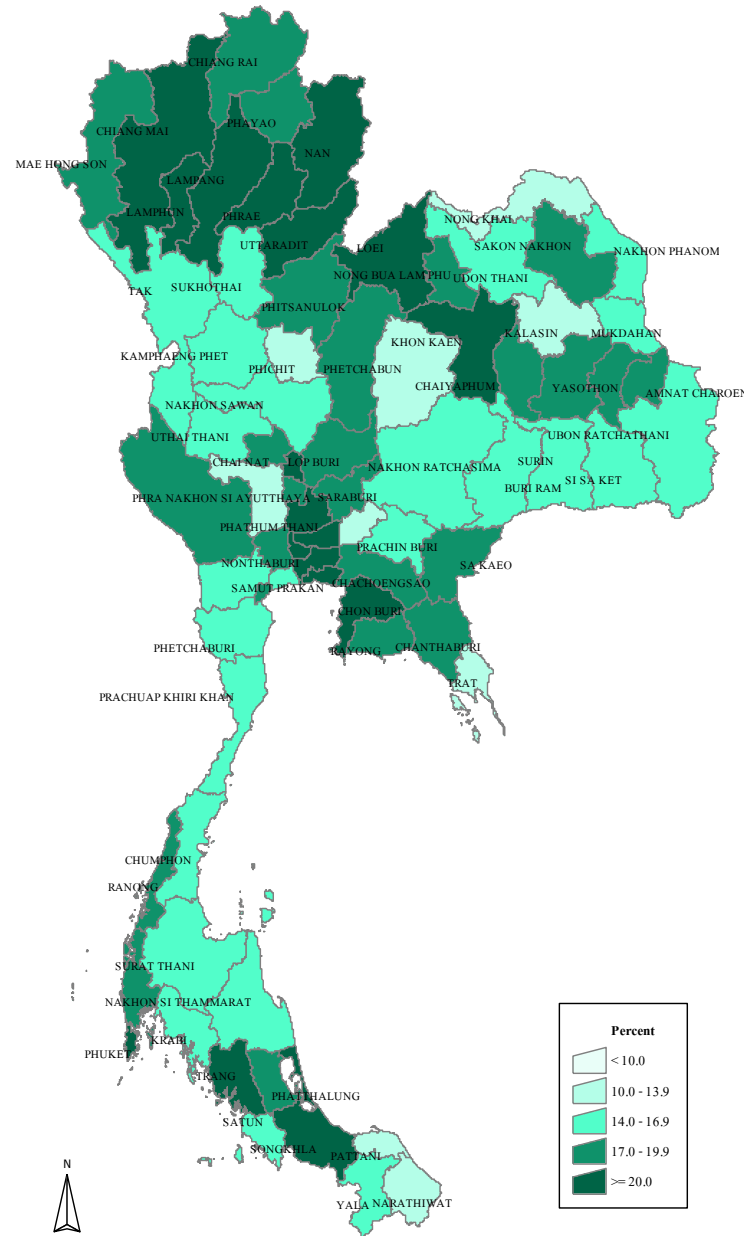 CHIANG RAI
PHAYAO
CHIANG MAI
NAN
MAE HONG SON
LAMPANG
LAMPHUN
PHRAE
NONG KHAI
UTTARADIT
LOEI
SAKON NAKHON
NAKHON PHANOM
NONG BUA LAM PHU
UDON THANI
TAK
SUKHOTHAI
PHITSANULOK
KALASIN
MUKDAHAN
KHON KAEN
KAMPHAENG PHET
PHICHIT
PHETCHABUN
CHAIYAPHUM
YASOTHON
AMNAT CHAROEN
NAKHON SAWAN
UTHAI THANI
UBON RATCHATHANI
CHAI NAT
LOP BURI
NAKHON RATCHASIMA
SURIN
SI SA KET
BURI RAM
PHRA NAKHON SI AYUTTHAYA
SARABURI
PHATHUM THANI
PRACHIN BURI
NONTHABURI
SA KAEO
SAMUT PRAKAN
CHACHOENGSAO
CHON BURI
PHETCHABURI
RAYONG
CHANTHABURI
TRAT
PRACHUAP KHIRI KHAN
CHUMPHON
RANONG
SURAT THANI
NAKHON SI THAMMARAT
KRABI
PHUKET
TRANG
PHATTHALUNG
SATUN
SONGKHLA
PATTANI
YALA
NARATHIWAT
N
Percent
< 10.0
10.0 - 13.9
14.0 - 16.9
17.0 - 19.9
>= 20.0